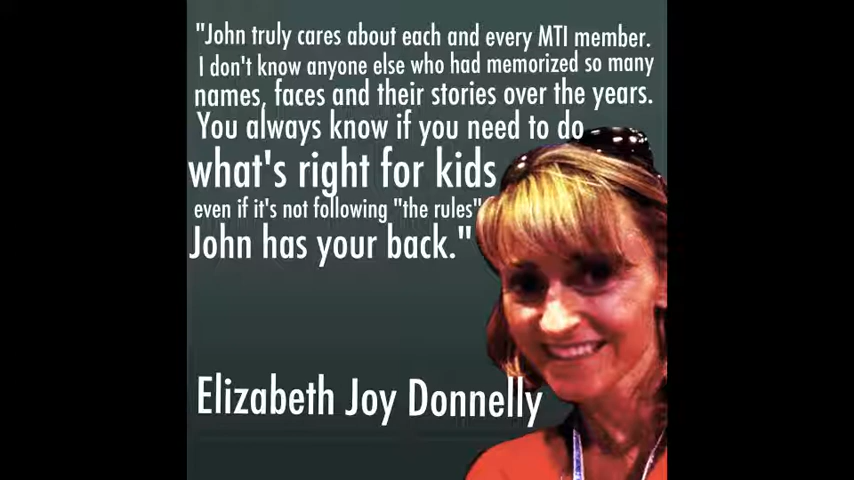 "John truly cares about each and every MTI member.
I don't know anyone else who had memorized so many
names, faces and their stories over the years.
You always know if you need to do
what's right for kids
even if it's not following "the rules"
John has your back."
Elizabeth Joy Donnelly